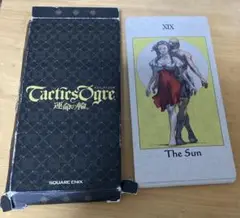 Tactics Ogre
運命の輪
SQUARE ENIX
XIX
The Sun